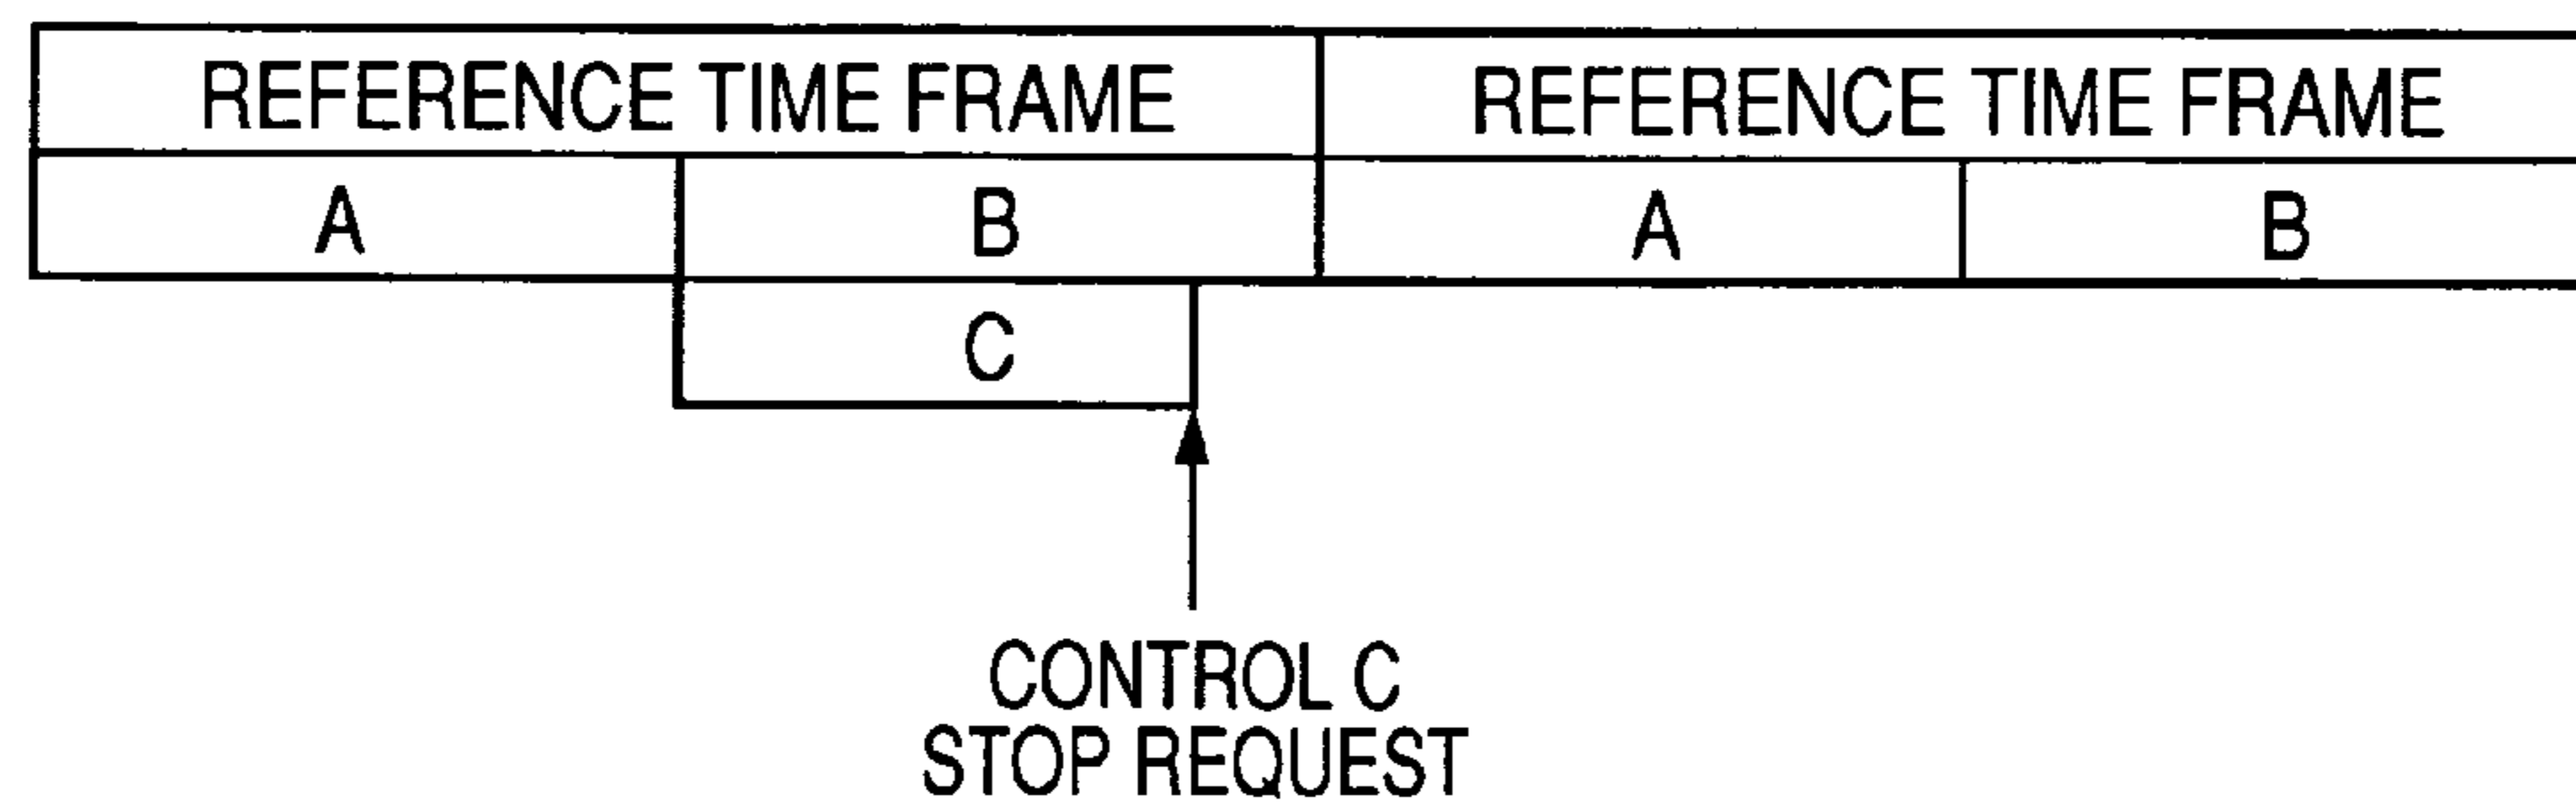 REFERENCE TIME FRAME REFERENCE TIME FRAME
A B A B
C
CONTROL C
STOP REQUEST